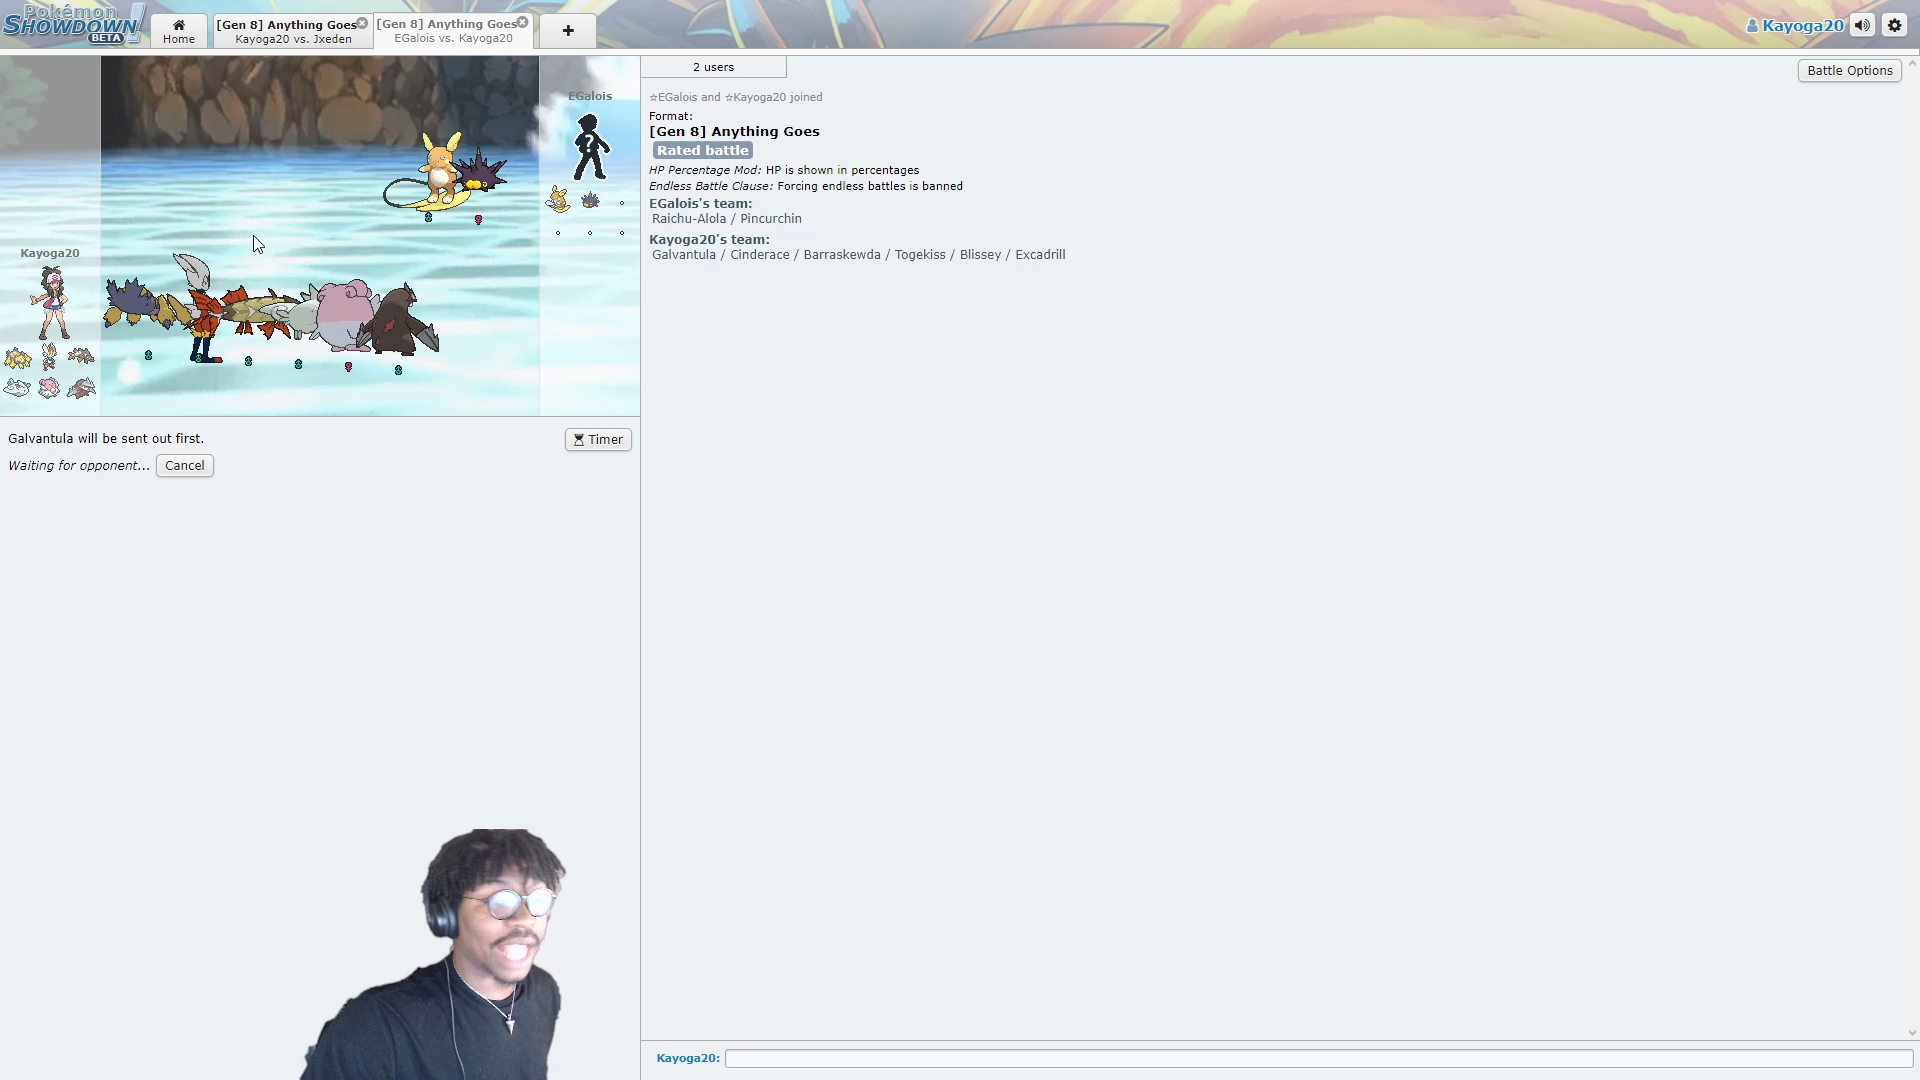 Pokémon
SHOWDOWN!
BETA
Home
[Gen 8] Anything Goes
Kayoga20 vs. Jxeden
[Gen 8] Anything Goes
EGalois vs. Kayoga20
+
Kayoga20
2 users
Battle Options
☆EGalois and ☆Kayoga20 joined
Format:
[Gen 8] Anything Goes
Rated battle
HP Percentage Mod: HP is shown in percentages
Endless Battle Clause: Forcing endless battles is banned
EGalois's team:
Raichu-Alola / Pincurchin
Kayoga20's team:
Galvantula / Cinderace / Barraskewda / Togekiss / Blissey / Excadrill
EGalois
?
Kayoga20
Galvantula will be sent out first.
Timer
Waiting for opponent...
Cancel
Kayoga20: